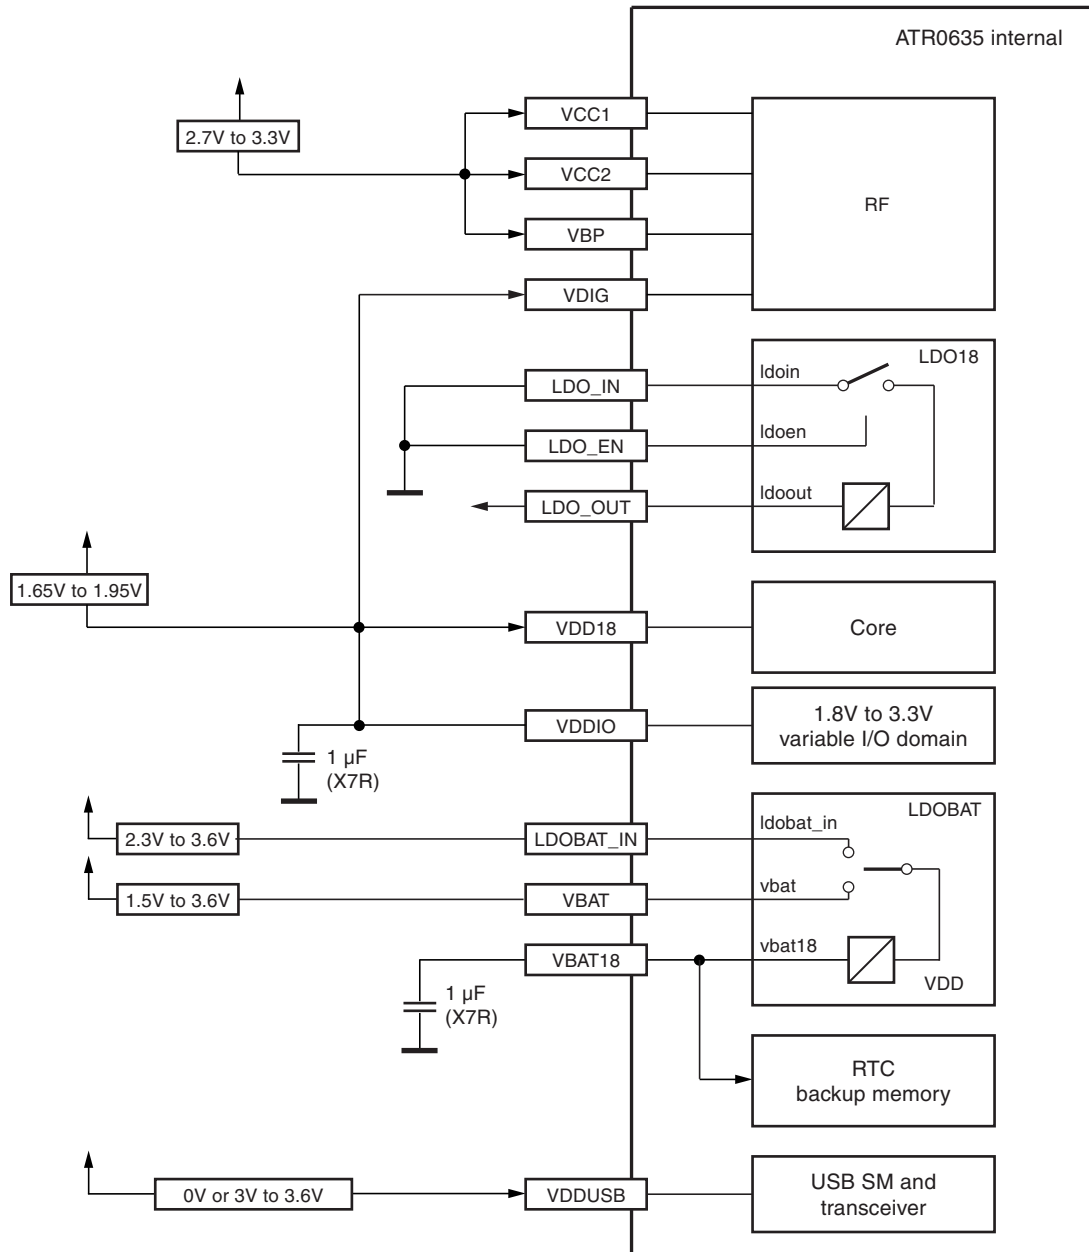 ATR0635 internal
2.7V to 3.3V
VCC1
VCC2
VBP
VDIG
RF
LDO_IN
LDO_EN
LDO_OUT
ldoin
ldoen
ldoout
LDO18
1.65V to 1.95V
VDD18
Core
VDDIO
1.8V to 3.3V
variable I/O domain
1 µF
(X7R)
2.3V to 3.6V
LDOBAT_IN
ldobat_in
LDOBAT
1.5V to 3.6V
VBAT
vbat
VBAT18
vbat18
VDD
1 µF
(X7R)
RTC
backup memory
0V or 3V to 3.6V
VDDUSB
USB SM and
transceiver